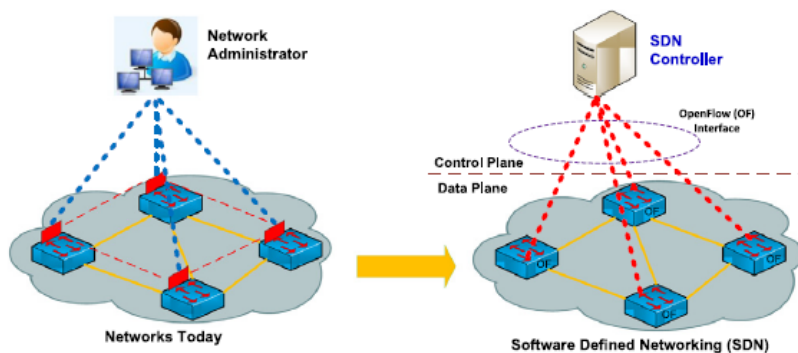 Network
Administrator
Networks Today
SDN
Controller
OpenFlow (OF)
Interface
Control Plane
Data Plane
OF
OF
OF
OF
Software Defined Networking (SDN)